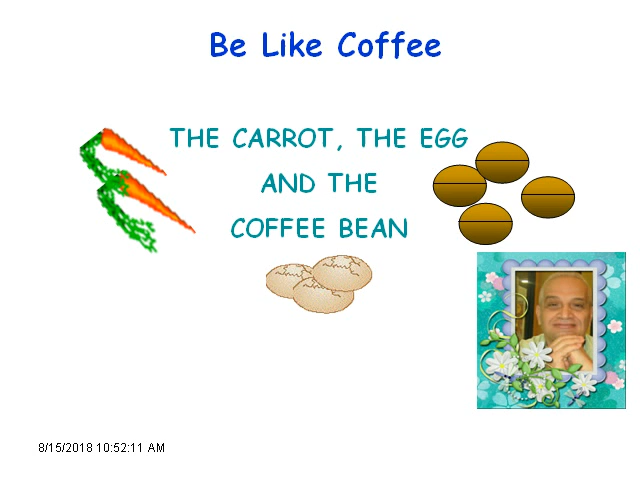 Be Like Coffee
THE CARROT, THE EGG
AND THE
COFFEE BEAN
8/15/2018 10:52:11 AM